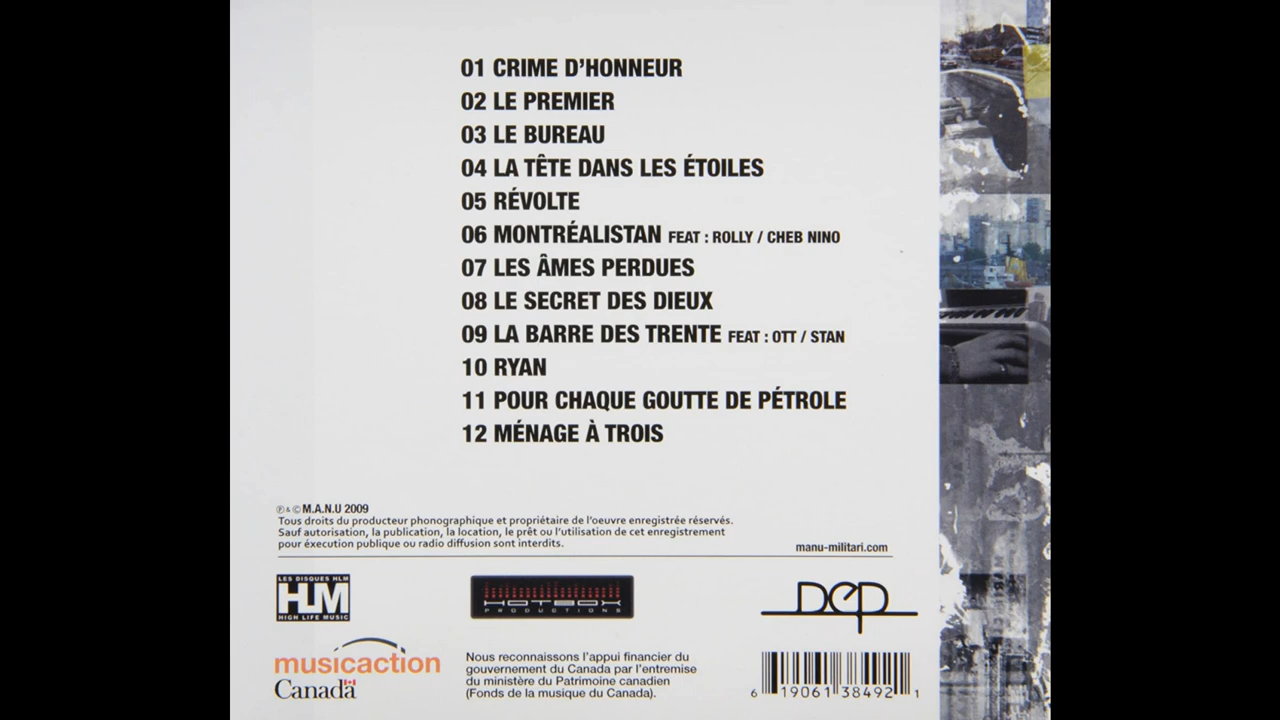 01 CRIME D’HONNEUR
02 LE PREMIER
03 LE BUREAU
04 LA TÊTE DANS LES ÉTOILES
05 RÉVOLTE
06 MONTRÉALISTAN FEAT : ROLLY / CHEB NINO
07 LES ÂMES PERDUES
08 LE SECRET DES DIEUX
09 LA BARRE DES TRENTE FEAT : OTT / STAN
10 RYAN
11 POUR CHAQUE GOUTTE DE PÉTROLE
12 MÉNAGE À TROIS
℗ & © M.A.N.U 2009
Tous droits du producteur phonographique et propriétaire de l'oeuvre enregistrée réservés.
Sauf autorisation, la publication, la location, le prêt ou l'utilisation de cet enregistrement
pour éxecution publique ou radio diffusion sont interdits.
manu-militari.com
LES DISQUES HLM
HLM
HIGH LIFE MUSIC
HOTBOX
PRODUCTIONS
DEP
musicaction
Canada
Nous reconnaissons l'appui financier du
gouvernement du Canada par l'entremise
du ministère du Patrimoine canadien
(Fonds de la musique du Canada).
6 19061 38492 1